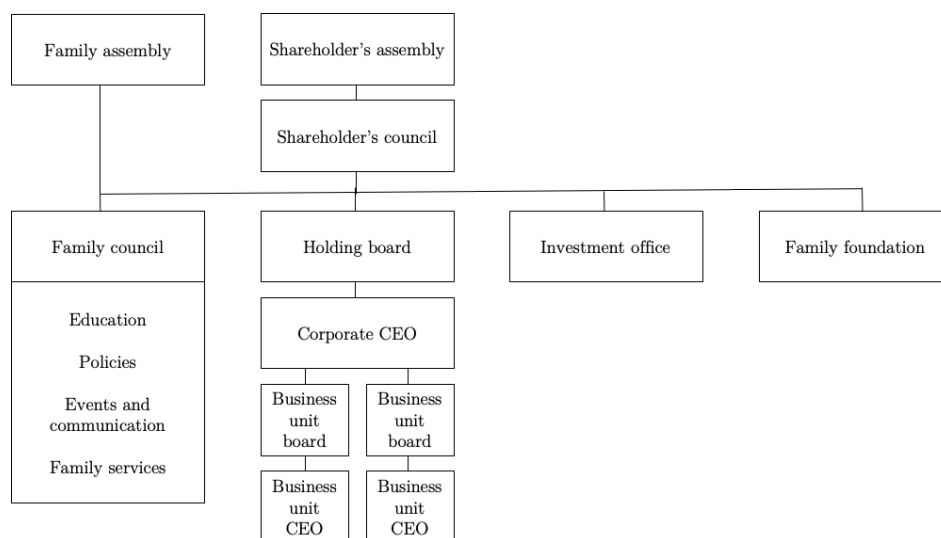 Family assembly
Shareholder's assembly
Shareholder's council
Family council
Holding board
Investment office
Family foundation
Education
Policies
Events and
communication
Family services
Corporate CEO
Business
unit
board
Business
unit
board
Business
unit
CEO
Business
unit
CEO